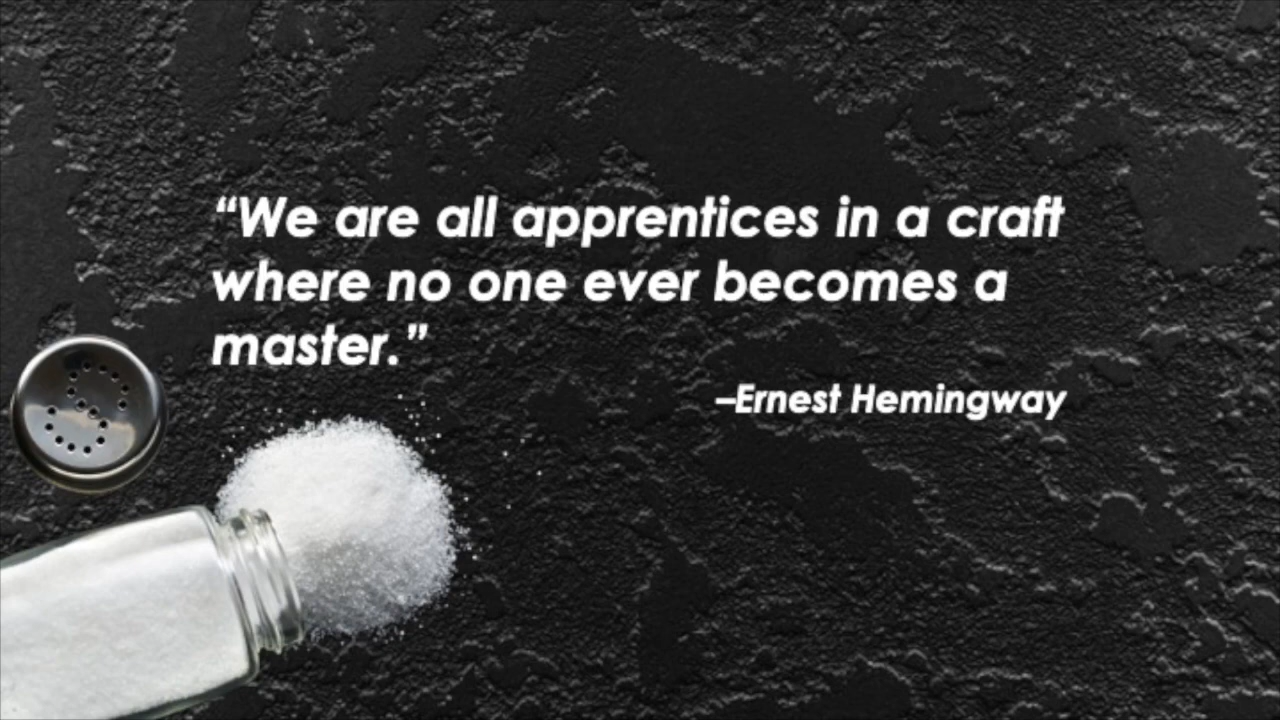 “We are all apprentices in a craft
where no one ever becomes a
master.”
–Ernest Hemingway